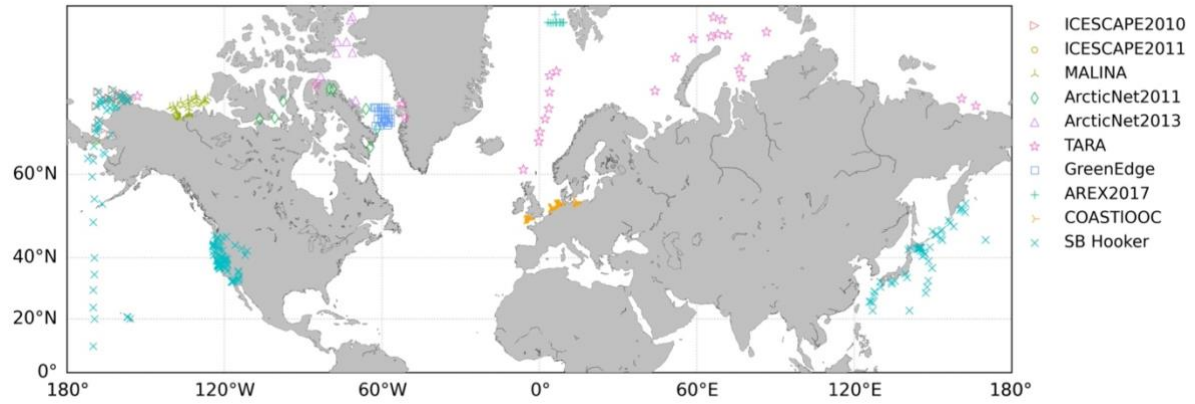 ICESCAPE2010
ICESCAPE2011
MALINA
ArcticNet2011
ArcticNet2013
TARA
GreenEdge
AREX2017
COASTIOOC
SB Hooker
60°N
40°N
20°N
0°
180° 120°W 60°W 0° 60°E 120°E 180°